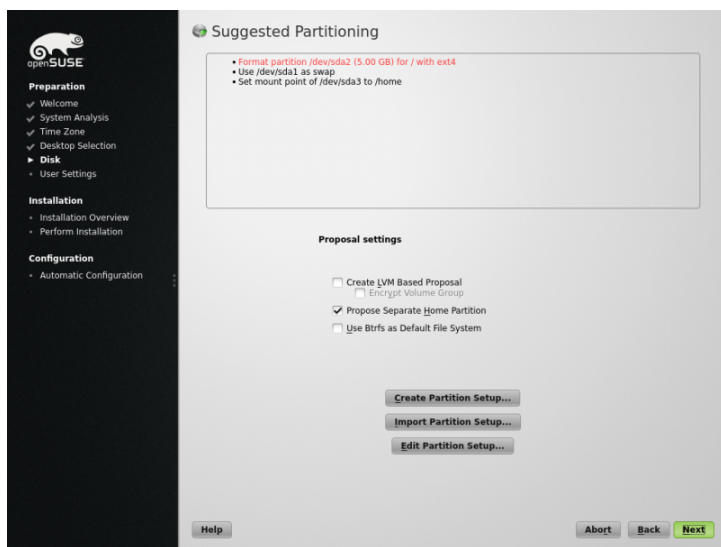 openSUSE
Preparation
Welcome
System Analysis
Time Zone
Desktop Selection
Disk
User Settings
Installation
Installation Overview
Perform Installation
Configuration
Automatic Configuration
Suggested Partitioning
Format partition /dev/sda2 (5.00 GB) for / with ext4
Use /dev/sda1 as swap
Set mount point of /dev/sda3 to /home
Proposal settings
Create LVM Based Proposal
Encrypt Volume Group
Propose Separate Home Partition
Use Btrfs as Default File System
Create Partition Setup...
Import Partition Setup...
Edit Partition Setup...
Help
Abort
Back
Next